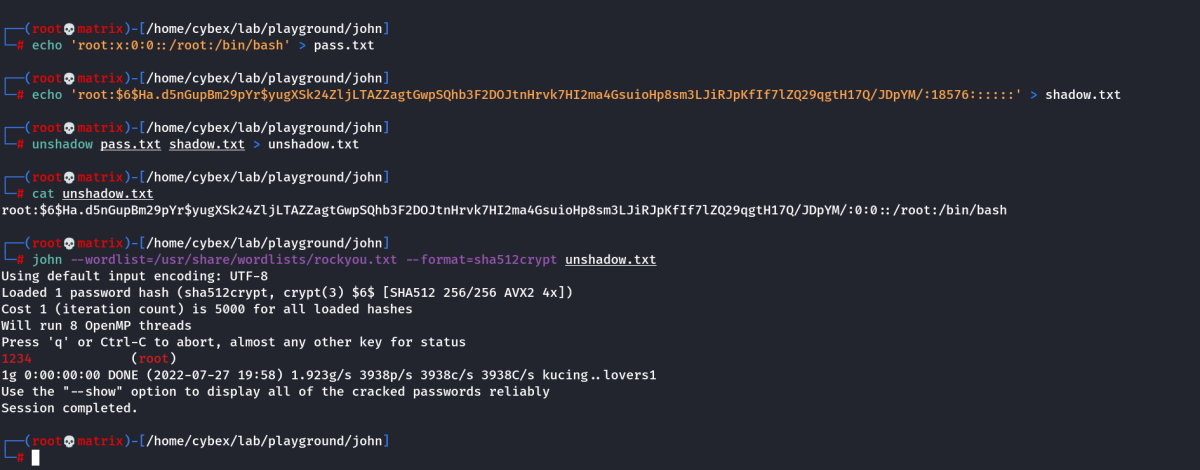 ┌──(root💀matrix)-[/home/cybex/lab/playground/john]
└─# echo 'root:x:0:0::/root:/bin/bash' > pass.txt
┌──(root💀matrix)-[/home/cybex/lab/playground/john]
└─# echo 'root:$6$Ha.d5nGupBm29pYr$yugXSk24ZljLTAZZagtGwpSQhb3F2DOJtnHrvk7HI2ma4GsuioHp8sm3LJiRJpKfIf7lZQ29qgtH17Q/JDpYM/:18576::::::' > shadow.txt
┌──(root💀matrix)-[/home/cybex/lab/playground/john]
└─# unshadow pass.txt shadow.txt > unshadow.txt
┌──(root💀matrix)-[/home/cybex/lab/playground/john]
└─# cat unshadow.txt
root:$6$Ha.d5nGupBm29pYr$yugXSk24ZljLTAZZagtGwpSQhb3F2DOJtnHrvk7HI2ma4GsuioHp8sm3LJiRJpKfIf7lZQ29qgtH17Q/JDpYM/:0:0::/root:/bin/bash
┌──(root💀matrix)-[/home/cybex/lab/playground/john]
└─# john --wordlist=/usr/share/wordlists/rockyou.txt --format=sha512crypt unshadow.txt
Using default input encoding: UTF-8
Loaded 1 password hash (sha512crypt, crypt(3) $6$ [SHA512 256/256 AVX2 4x])
Cost 1 (iteration count) is 5000 for all loaded hashes
Will run 8 OpenMP threads
Press 'q' or Ctrl-C to abort, almost any other key for status
1234             (root)
1g 0:00:00:00 DONE (2022-07-27 19:58) 1.923g/s 3938p/s 3938c/s 3938C/s kucing..lovers1
Use the "--show" option to display all of the cracked passwords reliably
Session completed.
┌──(root💀matrix)-[/home/cybex/lab/playground/john]
└─#